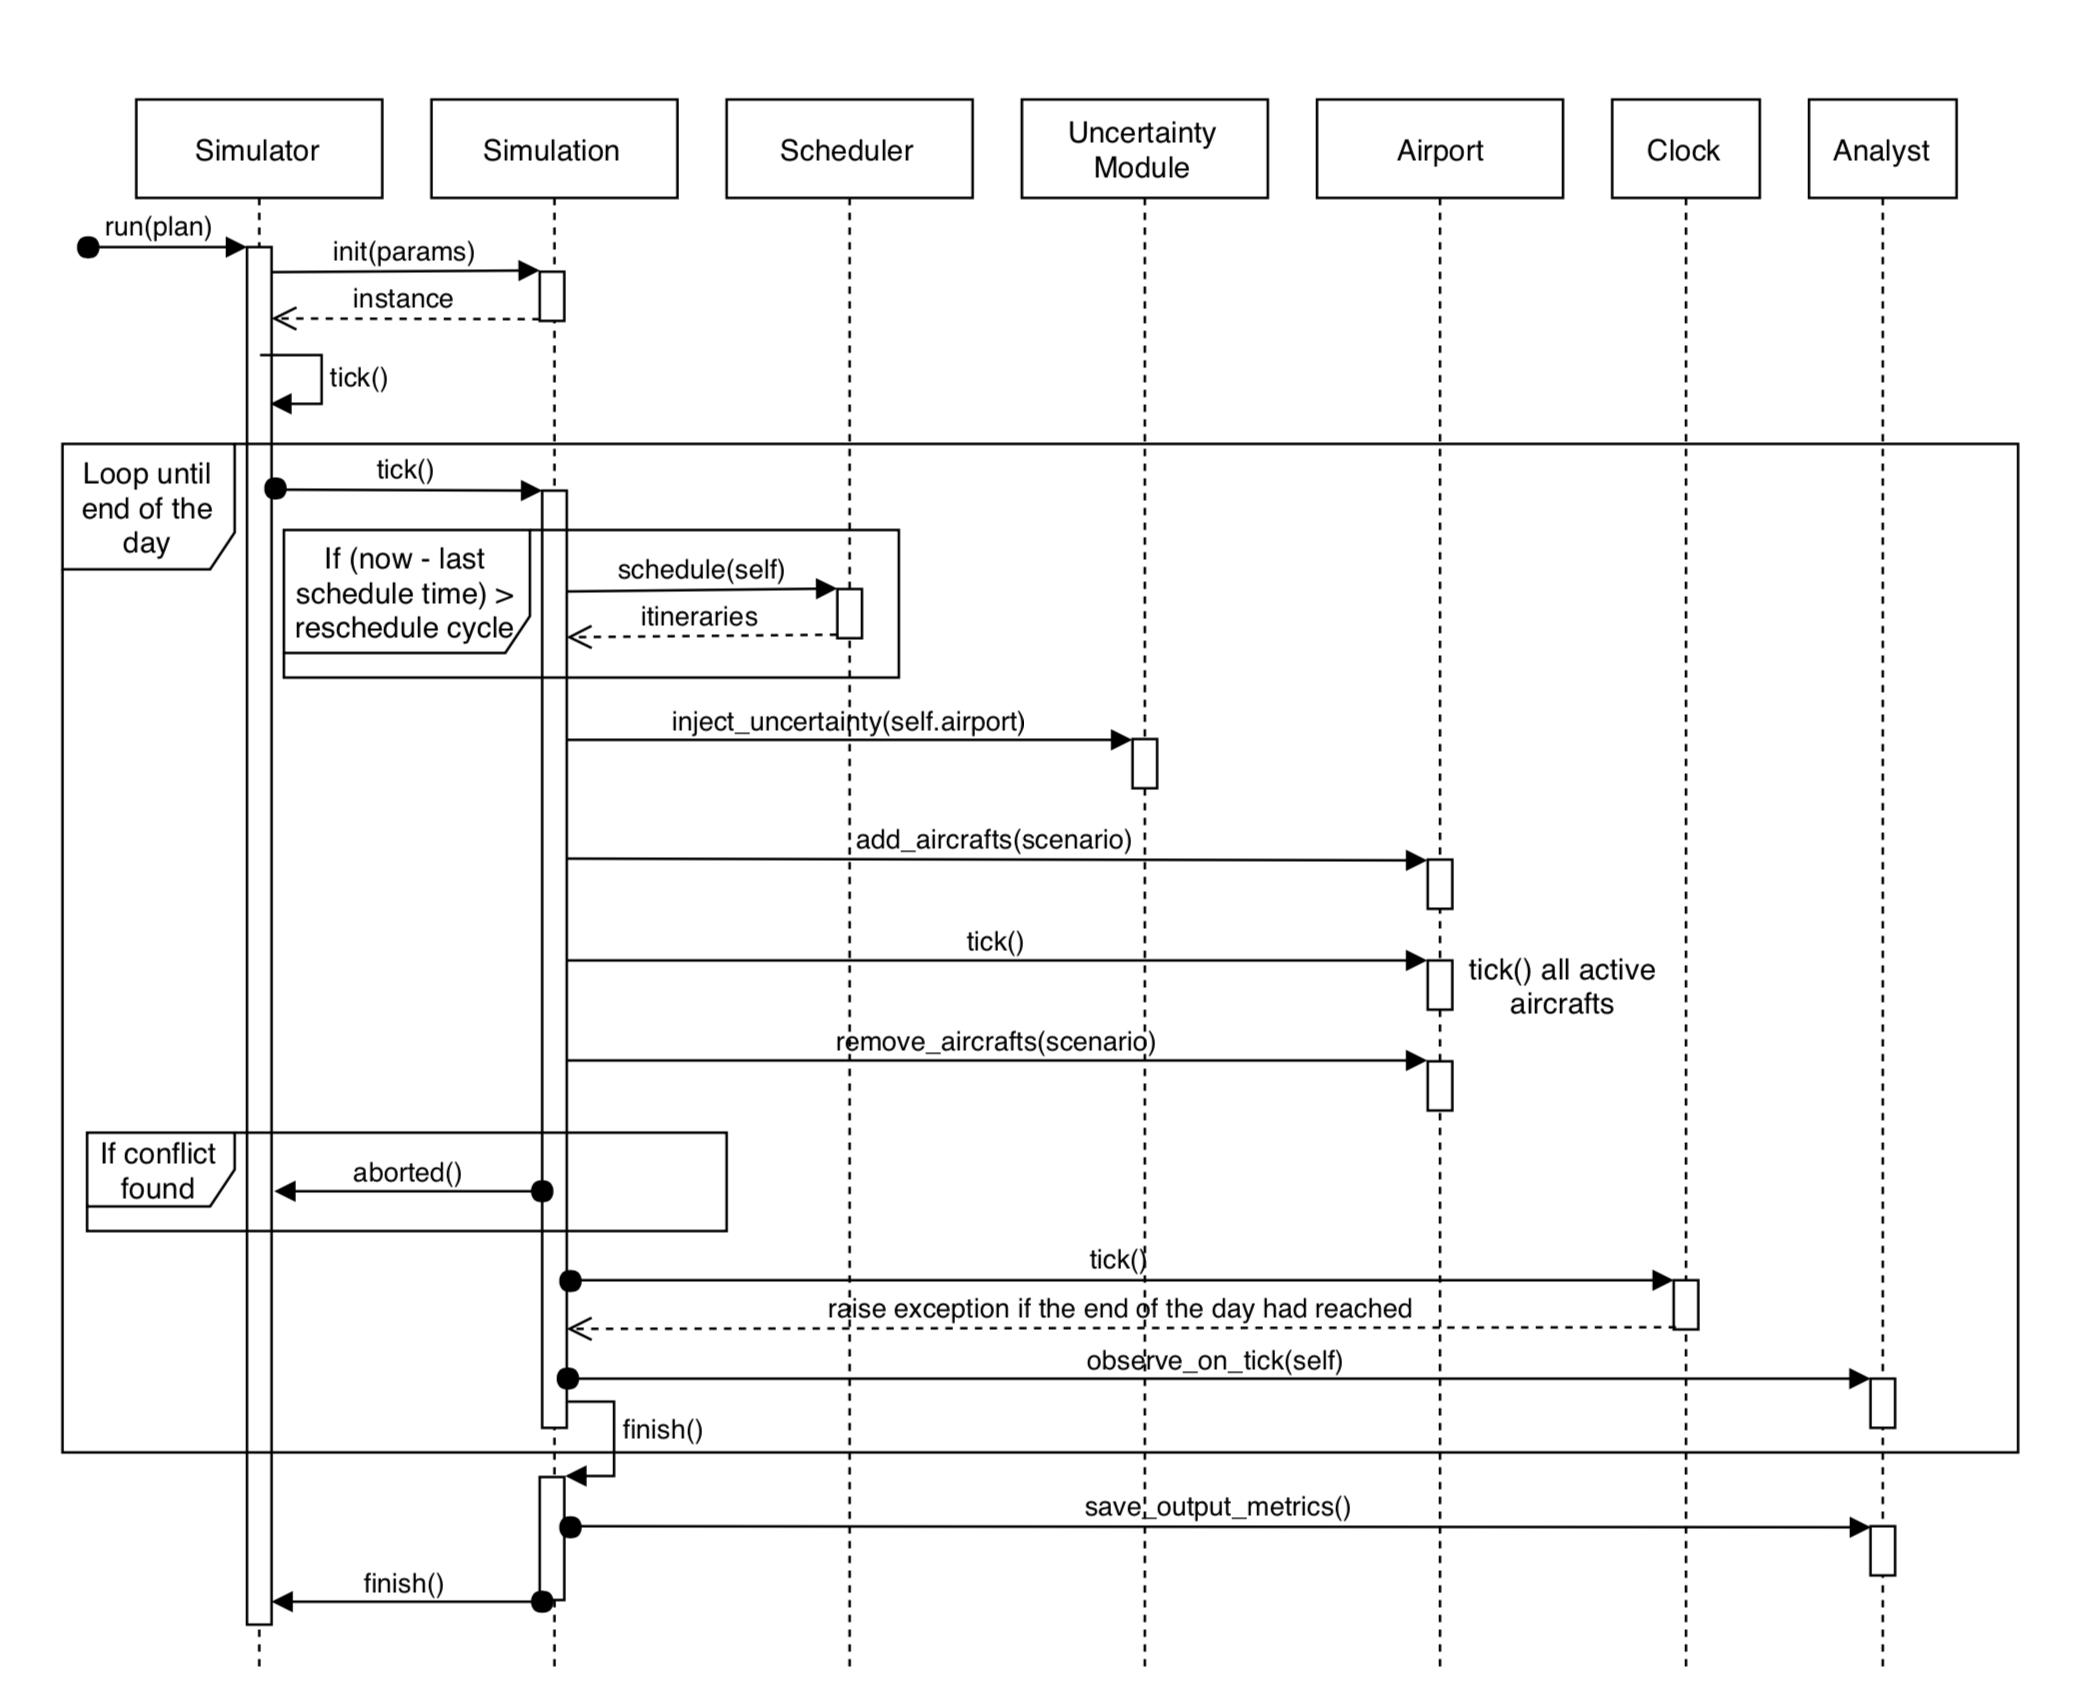 Simulator
Simulation
Scheduler
Uncertainty
Module
Airport
Clock
Analyst
run(plan)
init(params)
instance
tick()
Loop until
end of the
day
tick()
If (now - last
schedule time) >
reschedule cycle
schedule(self)
itineraries
inject_uncertainty(self.airport)
add_aircrafts(scenario)
tick()
tick() all active
aircrafts
remove_aircrafts(scenario)
If conflict
found
aborted()
tick()
raise exception if the end of the day had reached
observe_on_tick(self)
finish()
save_output_metrics()
finish()